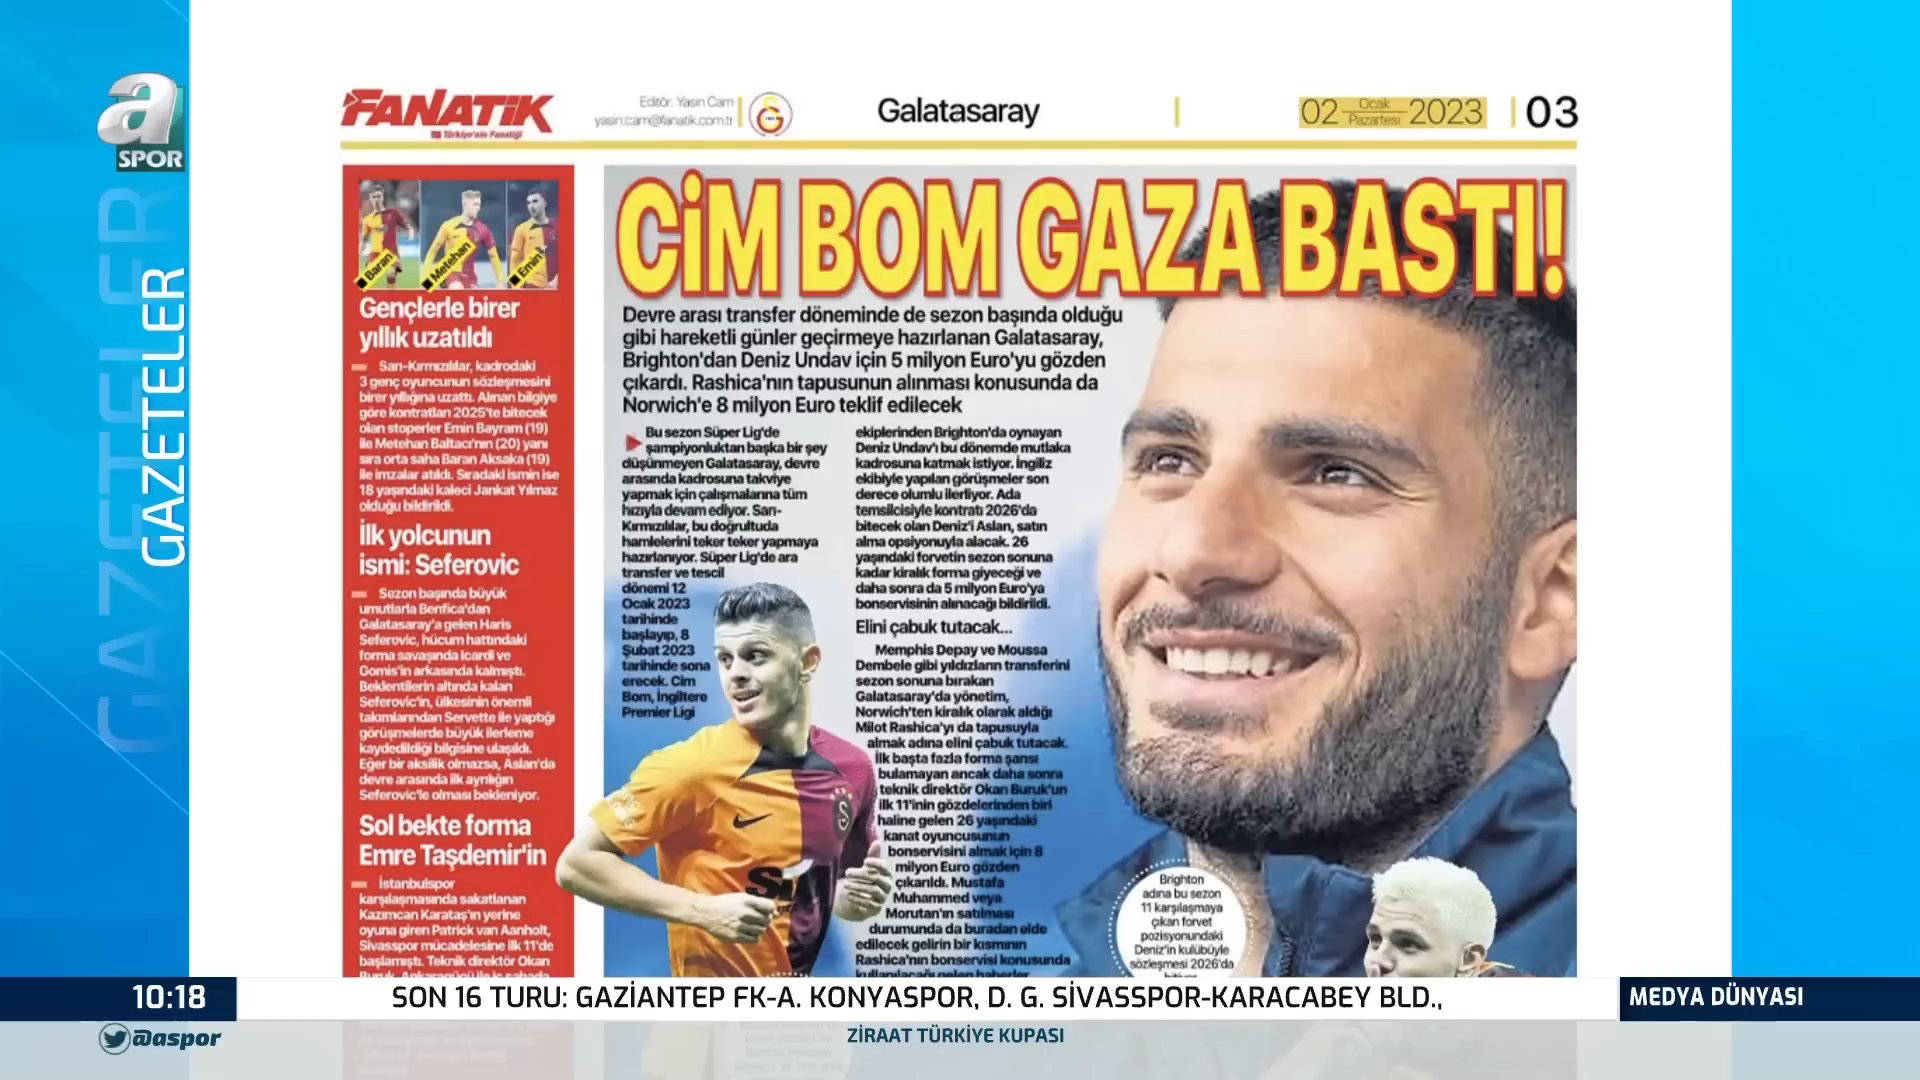 a
SPOR
GAZETELER
GAZETELER
FANATiK
Türkiye'nin Fanatiği
Editör: Yasin Cam
yasin.cam@fanatik.com.tr
Galatasaray
02 Ocak Pazartesi 2023
03
Baran
Metehan
Emin
Gençlerle birer
yıllık uzatıldı
Sarı-Kırmızılılar, kadrodaki
3 genç oyuncunun sözleşmesini
birer yıllığına uzattı. Alınan bilgiye
göre kontratları 2025'te bitecek
olan stoperler Emin Bayram (19)
ile Metehan Baltacı'nın (20) yanı
sıra orta saha Baran Aksaka (19)
ile imzalar atıldı. Sıradaki ismin ise
18 yaşındaki kaleci Jankat Yılmaz
olduğu bildirildi.
İlk yolcunun
ismi: Seferovic
Sezon başında büyük
umutlarla Benfica'dan
Galatasaray'a gelen Haris
Seferovic, hücum hattındaki
forma savaşında Icardi ve
Gomis'in arkasında kalmıştı.
Beklentilerin altında kalan
Seferovic'in, ülkesinin önemli
takımlarından Servette ile yaptığı
görüşmelerde büyük ilerleme
kaydedildiği bilgisine ulaşıldı.
Eğer bir aksilik olmazsa, Aslan'da
devre arasında ilk ayrılığın
Seferovic'le olması bekleniyor.
Sol bekte forma
Emre Taşdemir'in
İstanbulspor
karşılaşmasında sakatlanan
Kazımcan Karataş'ın yerine
oyuna giren Patrick van Aanholt,
Sivasspor mücadelesine ilk 11'de
başlamıştı. Teknik direktör Okan
Buruk, Ankaragücü ile iç sahada
CiM BOM GAZA BASTI!
Devre arası transfer döneminde de sezon başında olduğu
gibi hareketli günler geçirmeye hazırlanan Galatasaray,
Brighton'dan Deniz Undav için 5 milyon Euro'yu gözden
çıkardı. Rashica'nın tapusunun alınması konusunda da
Norwich'e 8 milyon Euro teklif edilecek
Bu sezon Süper Lig'de
şampiyonluktan başka bir şey
düşünmeyen Galatasaray, devre
arasında kadrosuna takviye
yapmak için çalışmalarına tüm
hızıyla devam ediyor. Sarı-
Kırmızılılar, bu doğrultuda
hamlelerini teker teker yapmaya
hazırlanıyor. Süper Lig'de ara
transfer ve tescil
dönemi 12
Ocak 2023
tarihinde
başlayıp, 8
Şubat 2023
tarihinde sona
erecek. Cim
Bom, İngiltere
Premier Ligi
ekiplerinden Brighton'da oynayan
Deniz Undav'ı bu dönemde mutlaka
kadrosuna katmak istiyor. İngiliz
ekibiyle yapılan görüşmeler son
derece olumlu ilerliyor. Ada
temsilcisiyle kontratı 2026'da
bitecek olan Deniz'i Aslan, satın
alma opsiyonuyla alacak. 26
yaşındaki forvetin sezon sonuna
kadar kiralık forma giyeceği ve
daha sonra da 5 milyon Euro'ya
bonservisinin alınacağı bildirildi.
Elini çabuk tutacak...
Memphis Depay ve Moussa
Dembele gibi yıldızların transferini
sezon sonuna bırakan
Galatasaray'da yönetim,
Norwich'ten kiralık olarak aldığı
Milot Rashica'yı da tapusuyla
almak adına elini çabuk tutacak.
İlk başta fazla forma şansı
bulamayan ancak daha sonra
teknik direktör Okan Buruk'un
ilk 11'inin gözdelerinden biri
haline gelen 26 yaşındaki
kanat oyuncusunun
bonservisini almak için 8
milyon Euro gözden
çıkarıldı. Mustafa
Muhammed veya
Morutan'ın satılması
durumunda da buradan elde
edilecek gelirin bir kısmının
Rashica'nın bonservisi konusunda
kullanılacağı gelen haberler
Brighton
adına bu sezon
11 karşılaşmaya
çıkan forvet
pozisyonundaki
Deniz'in kulübüyle
sözleşmesi 2026'da
bitiyor.
10:18
SON 16 TURU: GAZİANTEP FK-A. KONYASPOR, D. G. SİVASSPOR-KARACABEY BLD.,
MEDYA DÜNYASI
@aspor
ZİRAAT TÜRKİYE KUPASI